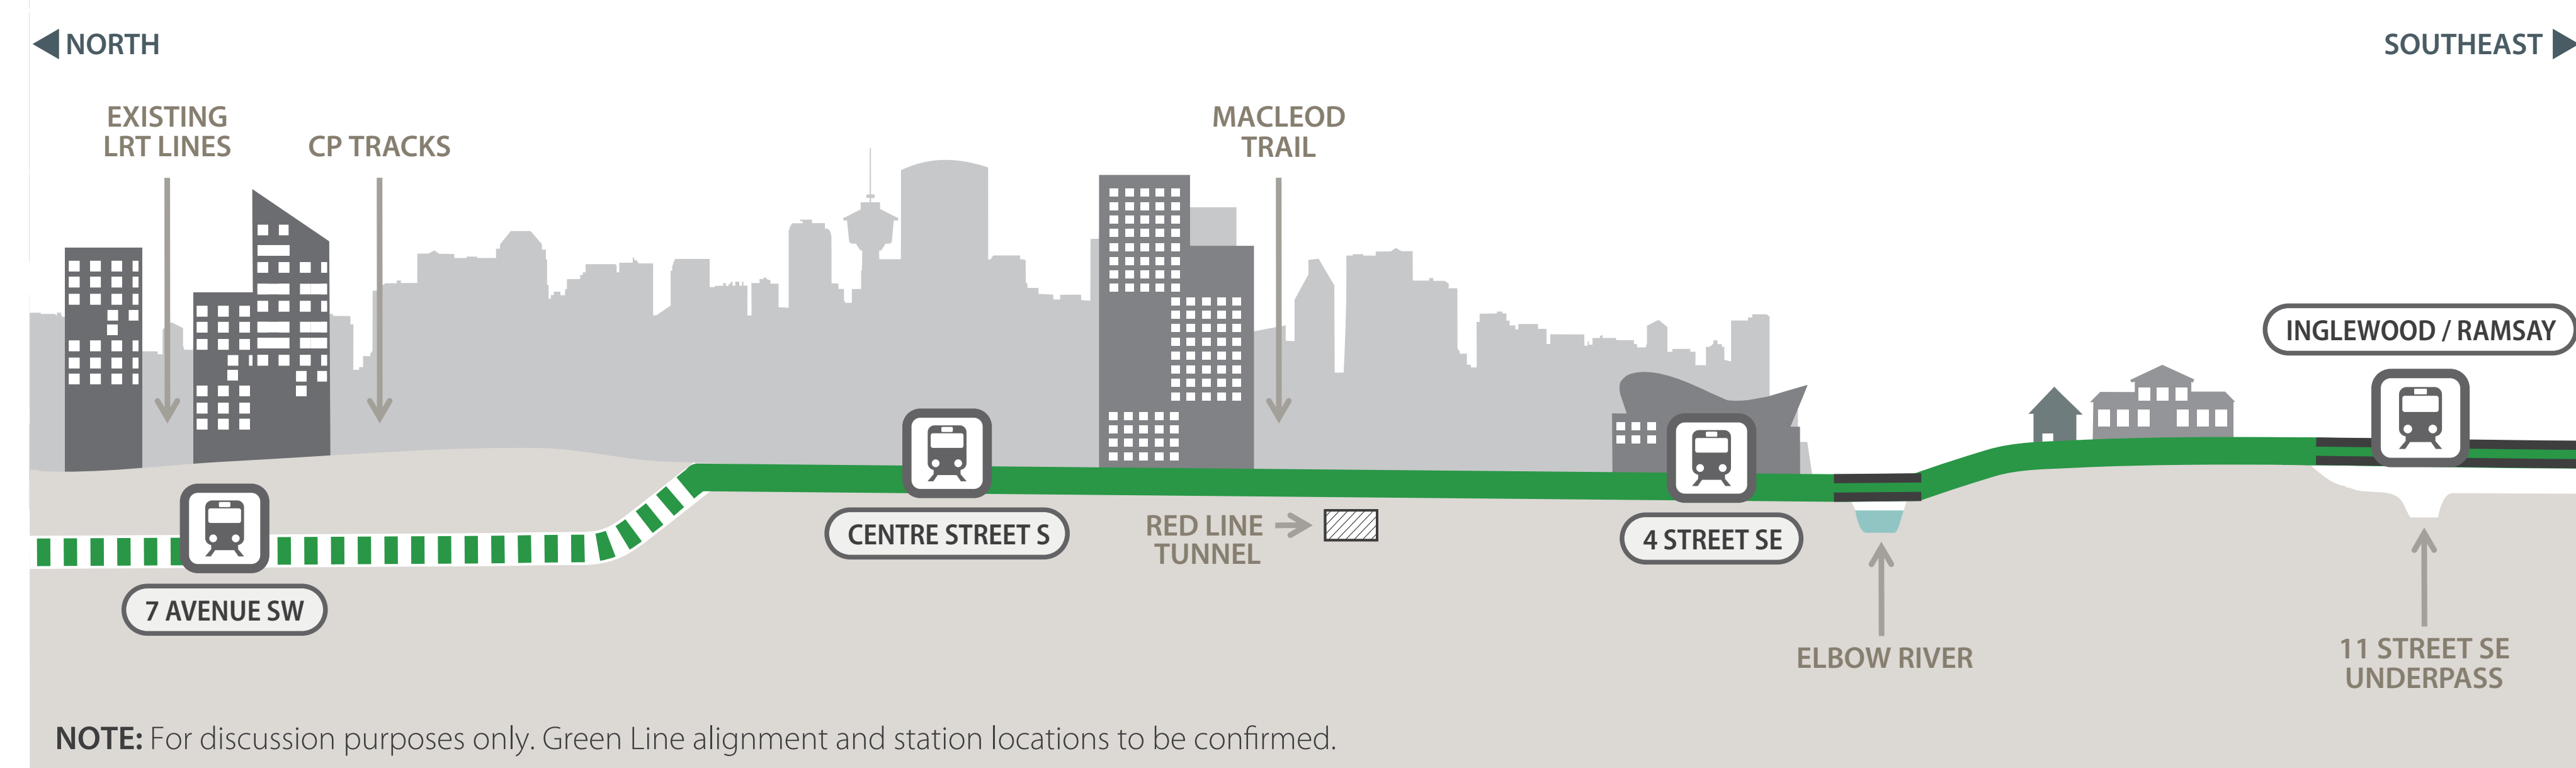 NORTH
SOUTHEAST
EXISTING
LRT LINES
CP TRACKS
MACLEOD
TRAIL
INGLEWOOD / RAMSAY
7 AVENUE SW
CENTRE STREET S
RED LINE
TUNNEL
4 STREET SE
ELBOW RIVER
11 STREET SE
UNDERPASS
NOTE: For discussion purposes only. Green Line alignment and station locations to be confirmed.